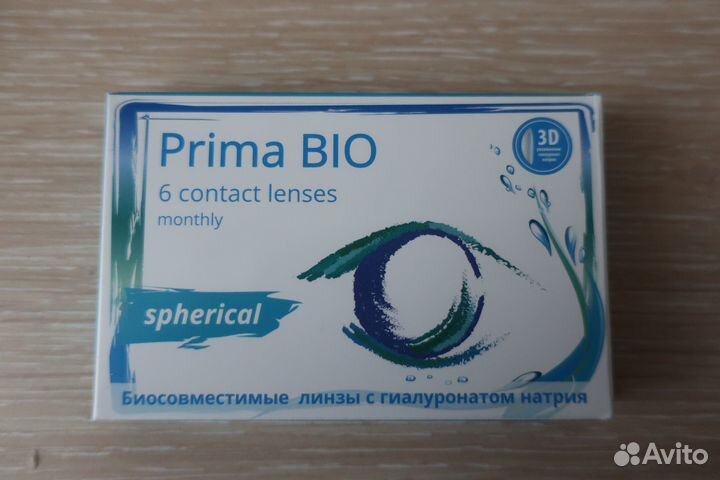 Prima BIO
3D
6 contact lenses
monthly
spherical
Биосовместимые линзы с гиалуронатом натрия
Avito